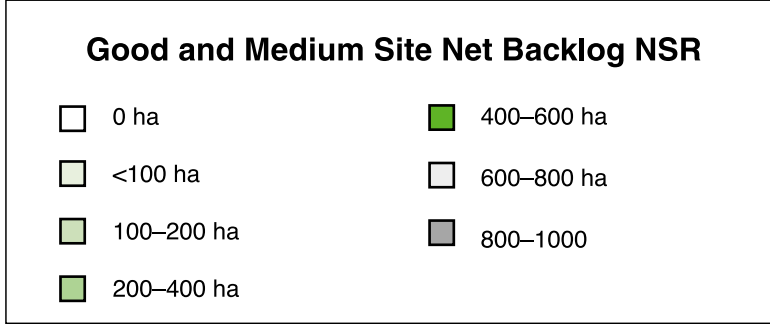 Good and Medium Site Net Backlog NSR
0 ha
<100 ha
100–200 ha
200–400 ha
400–600 ha
600–800 ha
800–1000